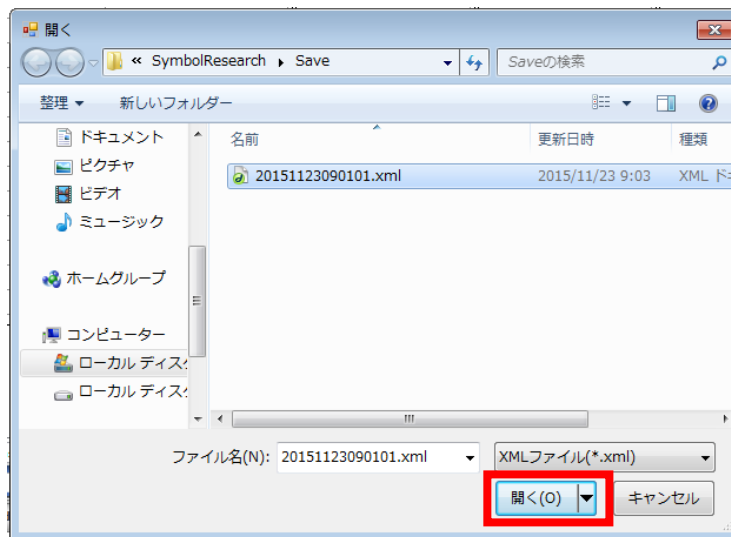 開く
« SymbolResearch ▸ Save
Saveの検索
整理 ▼ 新しいフォルダー
名前 更新日時 種類
20151123090101.xml 2015/11/23 9:03 XML ド
ドキュメント
ピクチャ
ビデオ
ミュージック
ホームグループ
コンピューター
ローカル ディス
ローカル ディス
ファイル名(N): 20151123090101.xml XMLファイル(*.xml)
開く(O) キャンセル